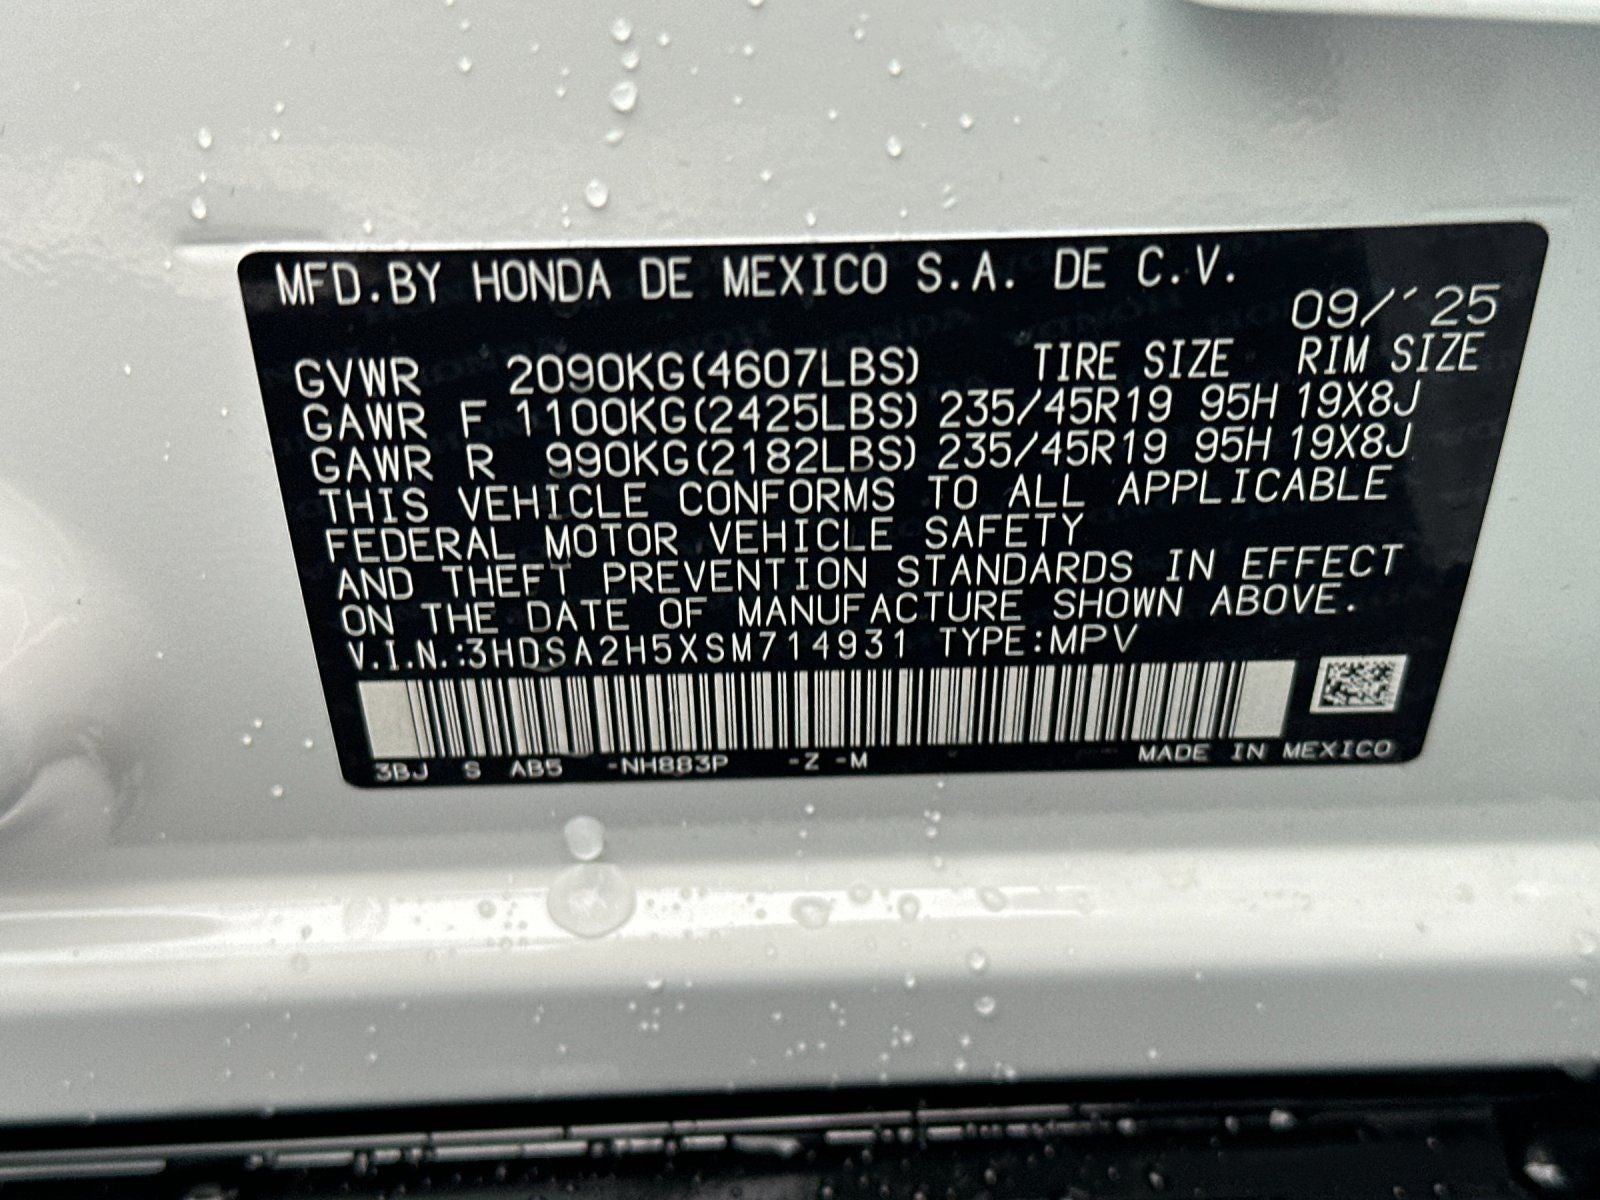 MFD.BY HONDA DE MEXICO S.A. DE C.V.
09/'25
GVWR 2090KG(4607LBS) TIRE SIZE RIM SIZE
GAWR F 1100KG(2425LBS) 235/45R19 95H 19X8J
GAWR R 990KG(2182LBS) 235/45R19 95H 19X8J
THIS VEHICLE CONFORMS TO ALL APPLICABLE
FEDERAL MOTOR VEHICLE SAFETY
AND THEFT PREVENTION STANDARDS IN EFFECT
ON THE DATE OF MANUFACTURE SHOWN ABOVE.
V.I.N.:3HDSA2H5XSM714931 TYPE:MPV
3BJ S AB5 -NH883P -Z -M MADE IN MEXICO